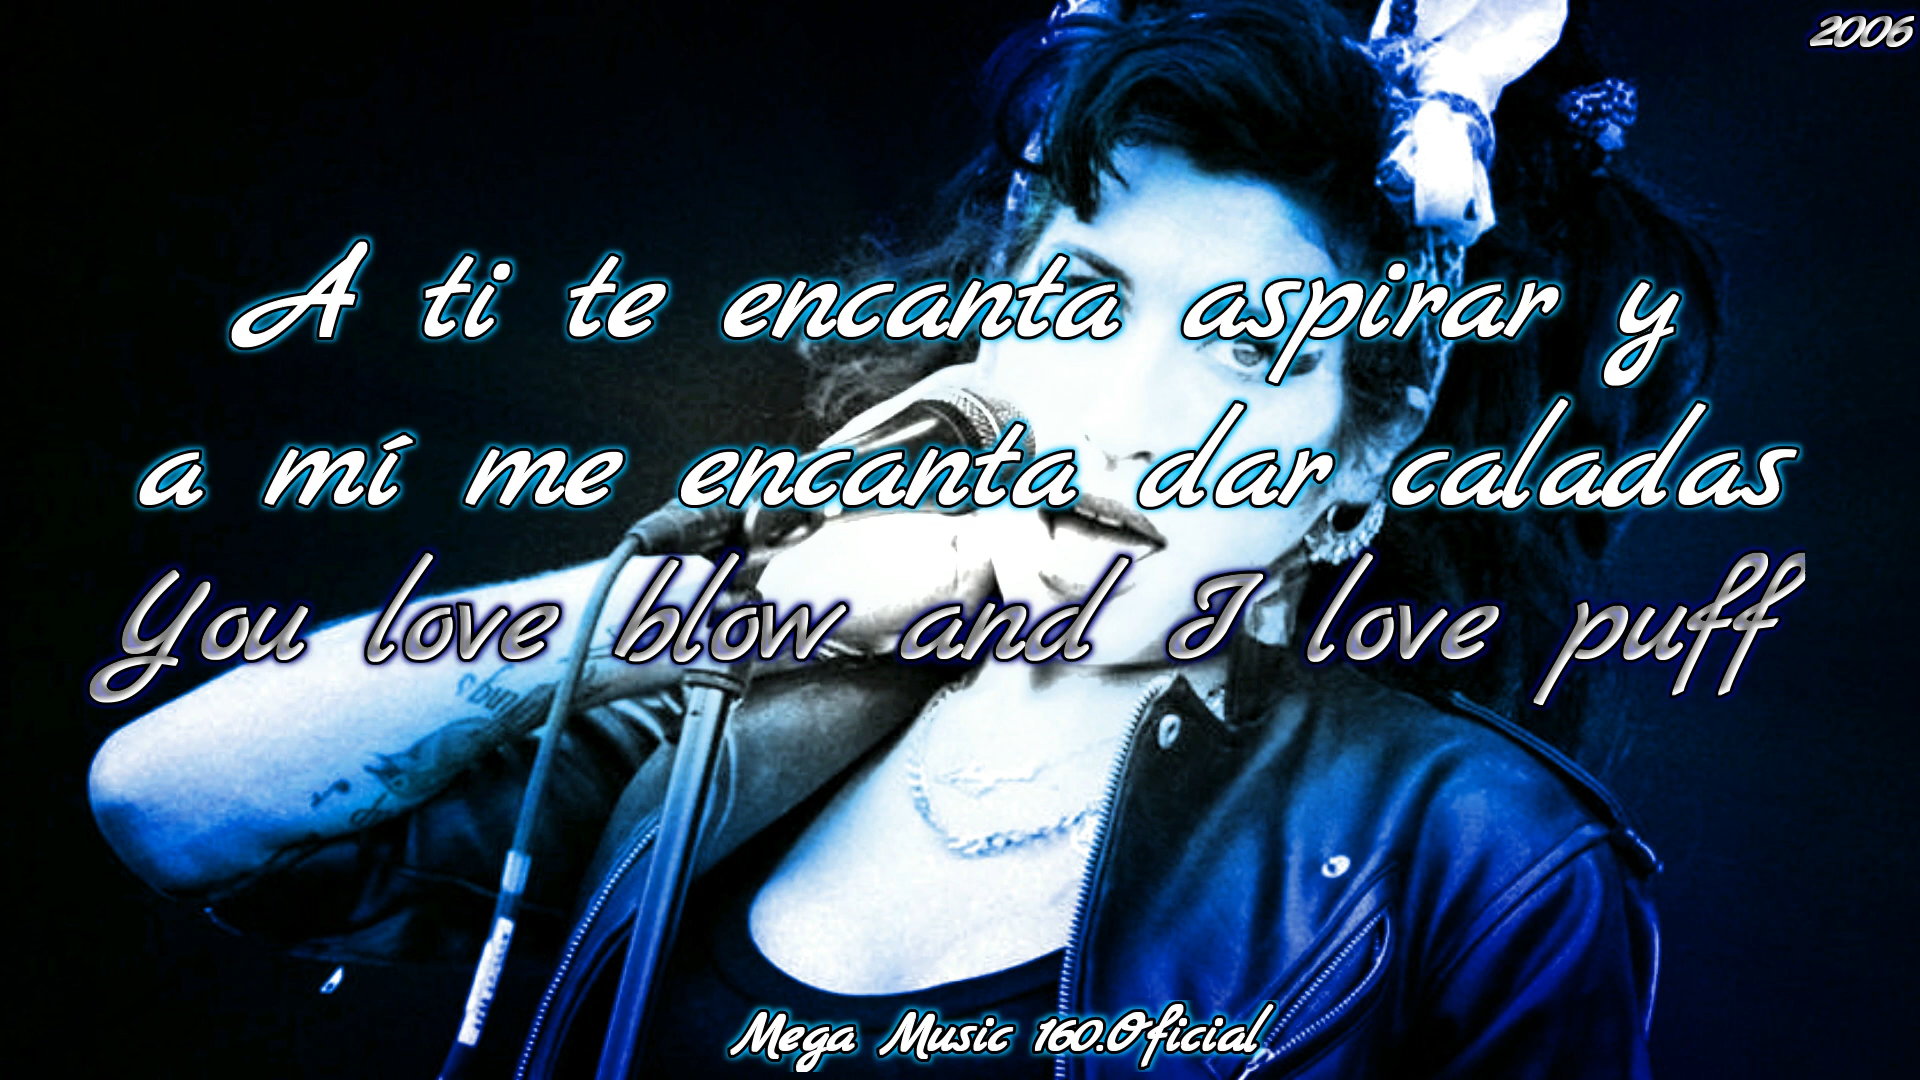 2006
A ti te encanta aspirar y
a mí me encanta dar caladas
You love blow and I love puff
Mega Music 160.Oficial